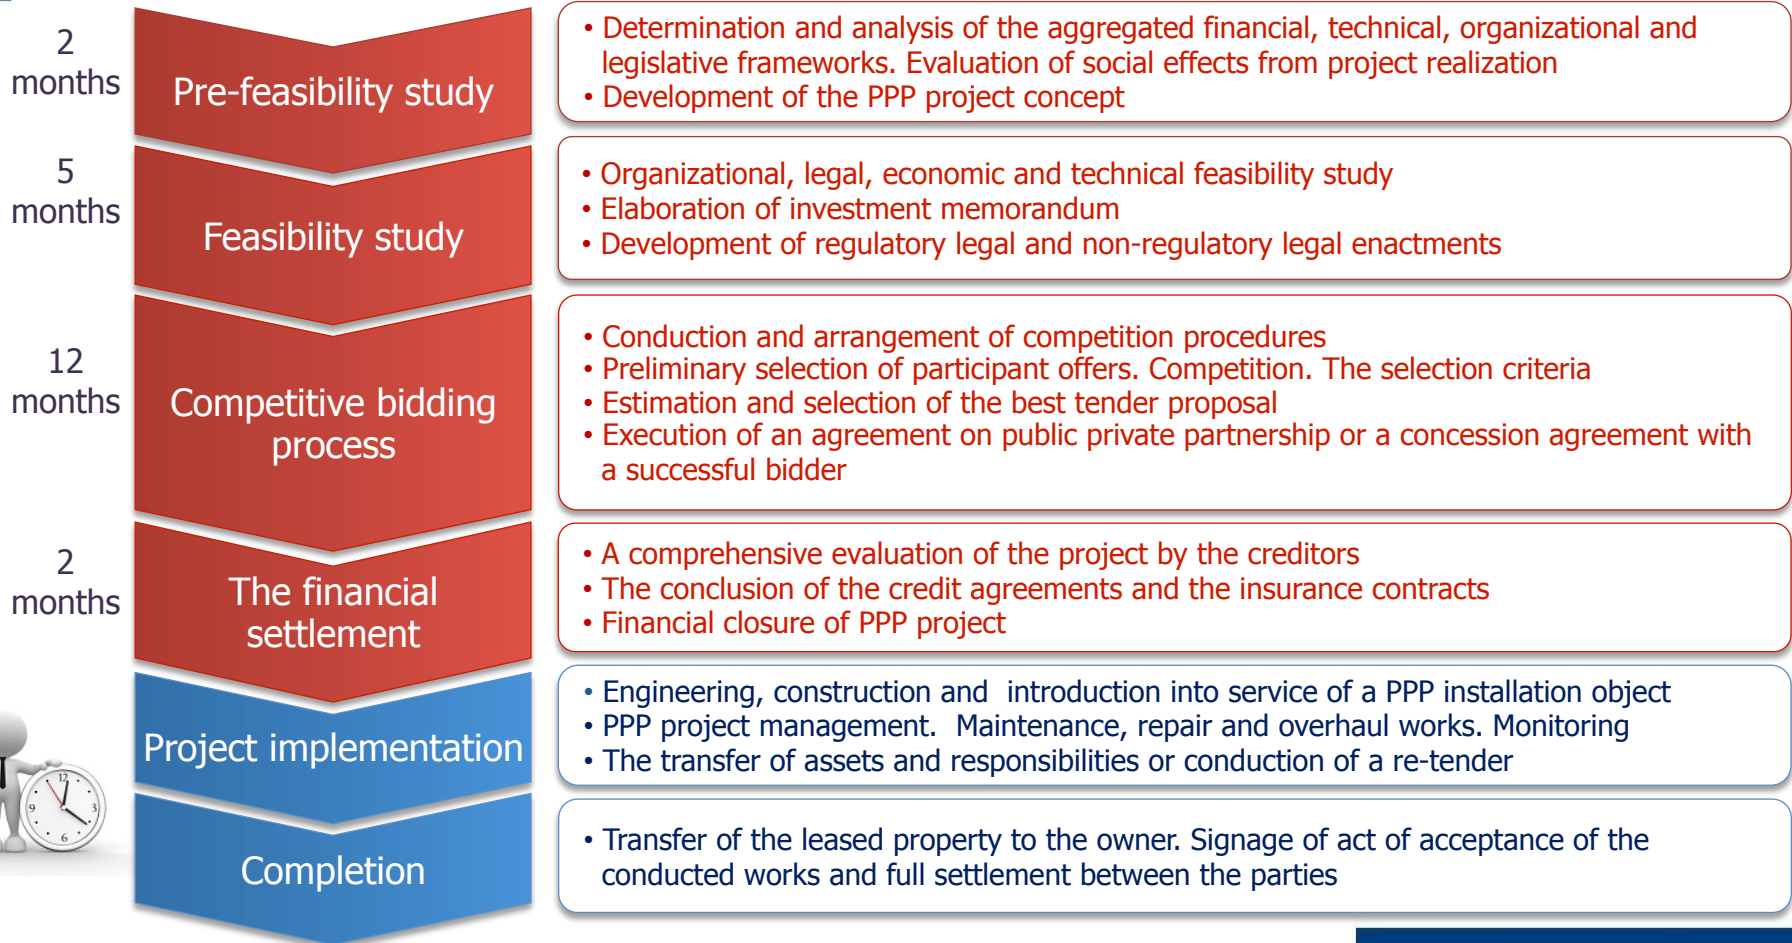 2
months
Pre-feasibility study
• Determination and analysis of the aggregated financial, technical, organizational and
legislative frameworks. Evaluation of social effects from project realization
• Development of the PPP project concept
5
months
Feasibility study
• Organizational, legal, economic and technical feasibility study
• Elaboration of investment memorandum
• Development of regulatory legal and non-regulatory legal enactments
12
months
Competitive bidding
process
• Conduction and arrangement of competition procedures
• Preliminary selection of participant offers. Competition. The selection criteria
• Estimation and selection of the best tender proposal
• Execution of an agreement on public private partnership or a concession agreement with
a successful bidder
2
months
The financial
settlement
• A comprehensive evaluation of the project by the creditors
• The conclusion of the credit agreements and the insurance contracts
• Financial closure of PPP project
Project implementation
• Engineering, construction and  introduction into service of a PPP installation object
• PPP project management.  Maintenance, repair and overhaul works. Monitoring
• The transfer of assets and responsibilities or conduction of a re-tender
12
9 3
6
Completion
• Transfer of the leased property to the owner. Signage of act of acceptance of the
conducted works and full settlement between the parties